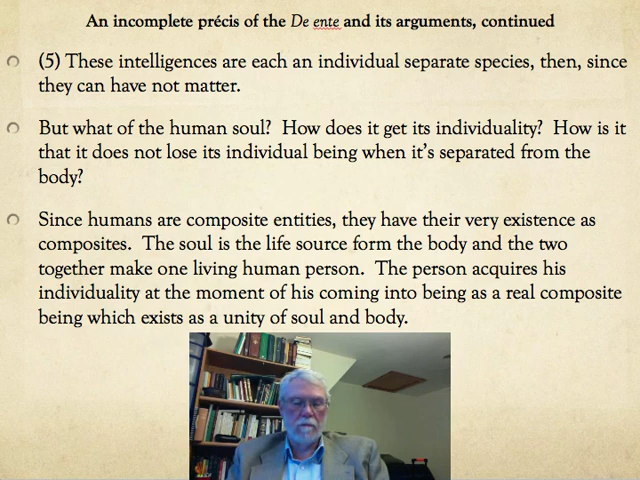 An incomplete précis of the De ente and its arguments, continued
(5) These intelligences are each an individual separate species, then, since
they can have not matter.
But what of the human soul?  How does it get its individuality?  How is it
that it does not lose its individual being when it's separated from the
body?
Since humans are composite entities, they have their very existence as
composites.  The soul is the life source form the body and the two
together make one living human person.  The person acquires his
individuality at the moment of his coming into being as a real composite
being which exists as a unity of soul and body.